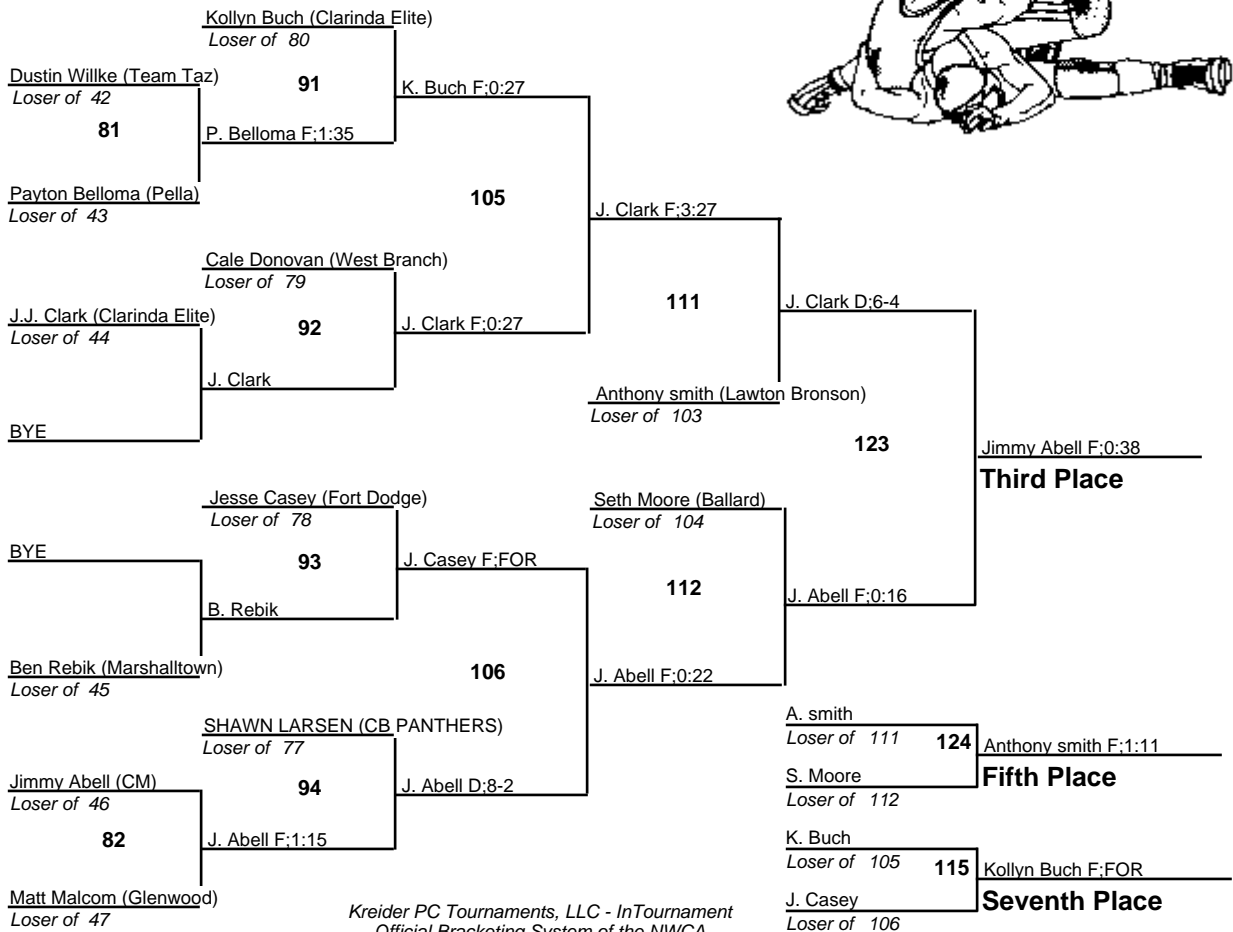 Kollyn Buch (Clarinda Elite)
Loser of 80
Dustin Willke (Team Taz)
Loser of 42
91
K. Buch F;0:27
81
P. Belloma F;1:35
Payton Belloma (Pella)
Loser of 43
105
J. Clark F;3:27
Cale Donovan (West Branch)
Loser of 79
J.J. Clark (Clarinda Elite)
Loser of 44
92
J. Clark F;0:27
111
J. Clark D;6-4
J. Clark
Anthony smith (Lawton Bronson)
Loser of 103
BYE
123
Jimmy Abell F;0:38
Third Place
Jesse Casey (Fort Dodge)
Loser of 78
Seth Moore (Ballard)
Loser of 104
BYE
93
J. Casey F;FOR
112
J. Abell F;0:16
B. Rebik
Ben Rebik (Marshalltown)
Loser of 45
106
J. Abell F;0:22
SHAWN LARSEN (CB PANTHERS)
Loser of 77
A. smith
Loser of 111
124
Anthony smith F;1:11
Fifth Place
S. Moore
Loser of 112
Jimmy Abell (CM)
Loser of 46
94
J. Abell D;8-2
82
J. Abell F;1:15
K. Buch
Loser of 105
115
Kollyn Buch F;FOR
Seventh Place
J. Casey
Loser of 106
Matt Malcom (Glenwood)
Loser of 47
Kreider PC Tournaments, LLC - InTournament
Official Bracketing System of the NWCA